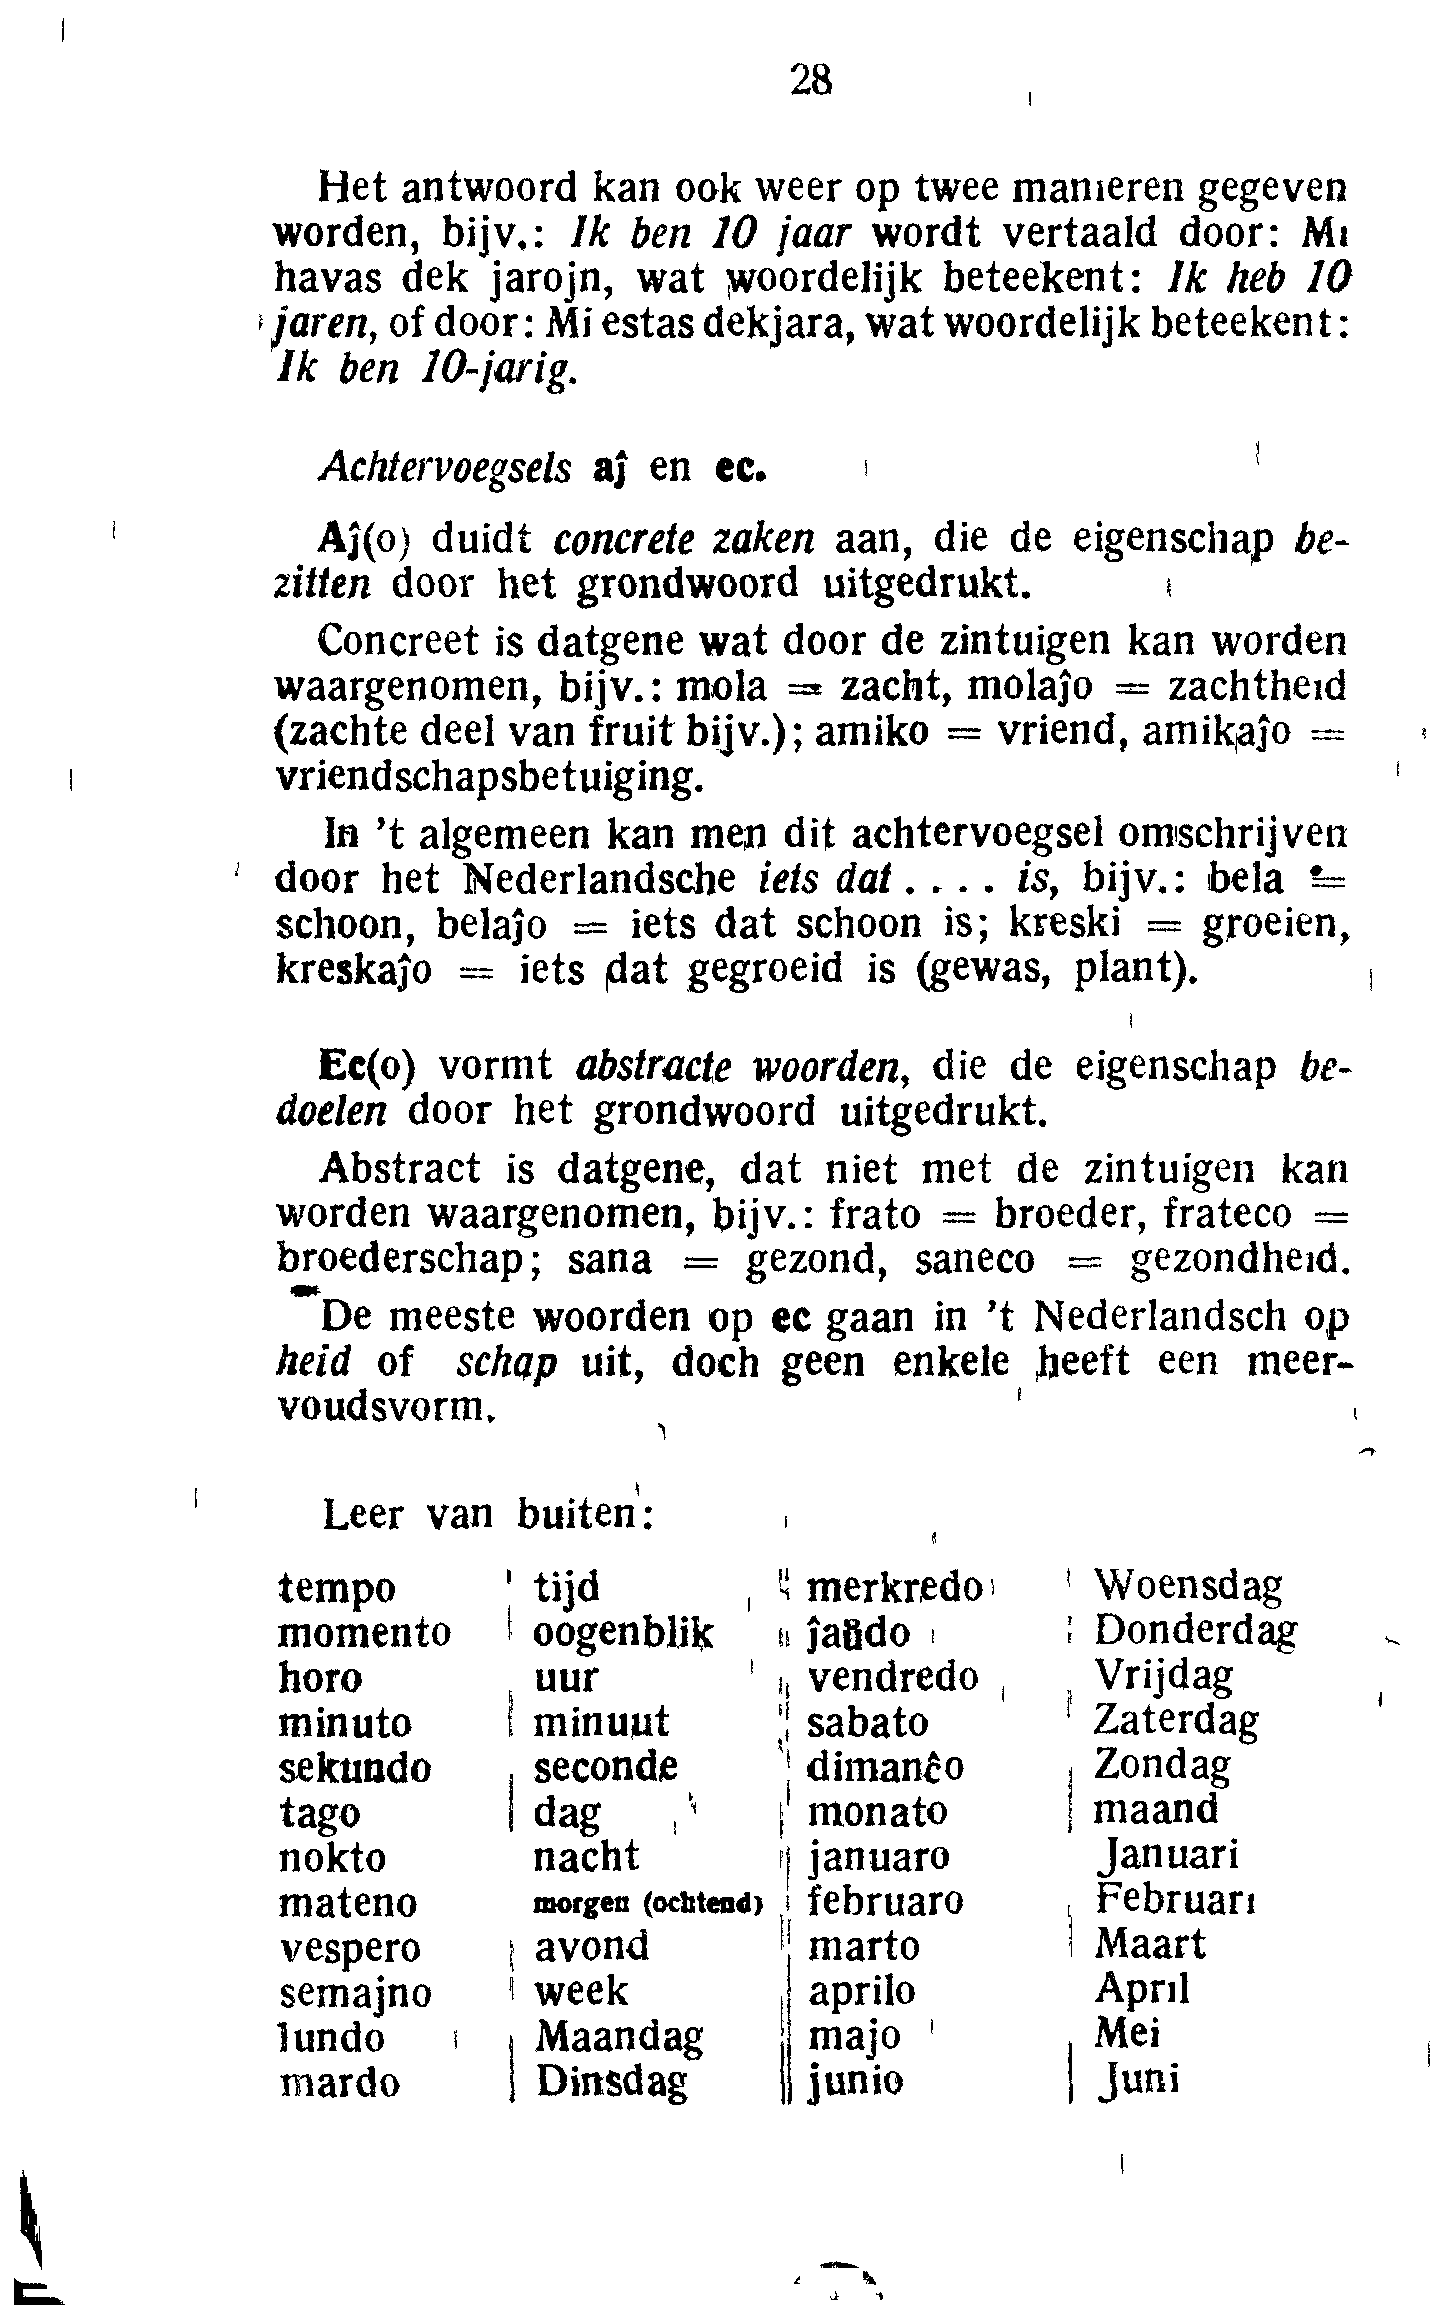 28
Het antwoord kan ook weer op twee manieren gegeven
worden, bijv.: Ik ben 10 jaar wordt vertaald door: Mi
havas dek jarojn, wat woordelijk beteekent: Ik heb 10
jaren, of door: Mi estas dekjara, wat woordelijk beteekent:
Ik ben 10-jarig.
Achtervoegsels aĵ en ec.
Aĵ(o) duidt concrete zaken aan, die de eigenschap be-
zitten door het grondwoord uitgedrukt.
Concreet is datgene wat door de zintuigen kan worden
waargenomen, bijv.: mola = zacht, molaĵo = zachtheid
(zachte deel van fruit bijv.); amiko = vriend, amikaĵo =
vriendschapsbetuiging.
In 't algemeen kan men dit achtervoegsel omschrijven
door het Nederlandsche iets dat . . . . is, bijv.: bela =
schoon, belaĵo = iets dat schoon is; kreski = groeien,
kreskaĵo = iets dat gegroeid is (gewas, plant).
Ec(o) vormt abstracte woorden, die de eigenschap be-
doelen door het grondwoord uitgedrukt.
Abstract is datgene, dat niet met de zintuigen kan
worden waargenomen, bijv.: frato = broeder, frateco =
broederschap; sana = gezond, saneco = gezondheid.
De meeste woorden op ec gaan in 't Nederlandsch op
heid of schap uit, doch geen enkele heeft een meer-
voudsvorm.
Leer van buiten:
tempo tijd merkredo Woensdag
momento oogenblik ĵaŭdo Donderdag
horo uur vendredo Vrijdag
minuto minuut sabato Zaterdag
sekundo seconde dimanĉo Zondag
tago dag monato maand
nokto nacht januaro Januari
mateno morgen (ochtend) februaro Februari
vespero avond marto Maart
semajno week aprilo April
lundo Maandag majo Mei
mardo Dinsdag junio Juni